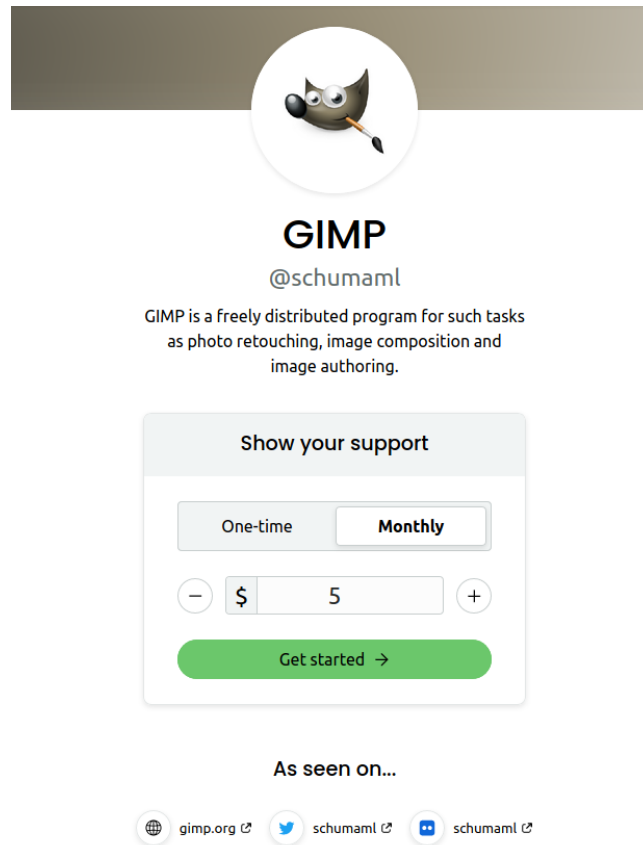 GIMP
@schumaml
GIMP is a freely distributed program for such tasks
as photo retouching, image composition and
image authoring.
Show your support
One-time Monthly
− $ 5 +
Get started →
As seen on...
gimp.org schumaml schumaml